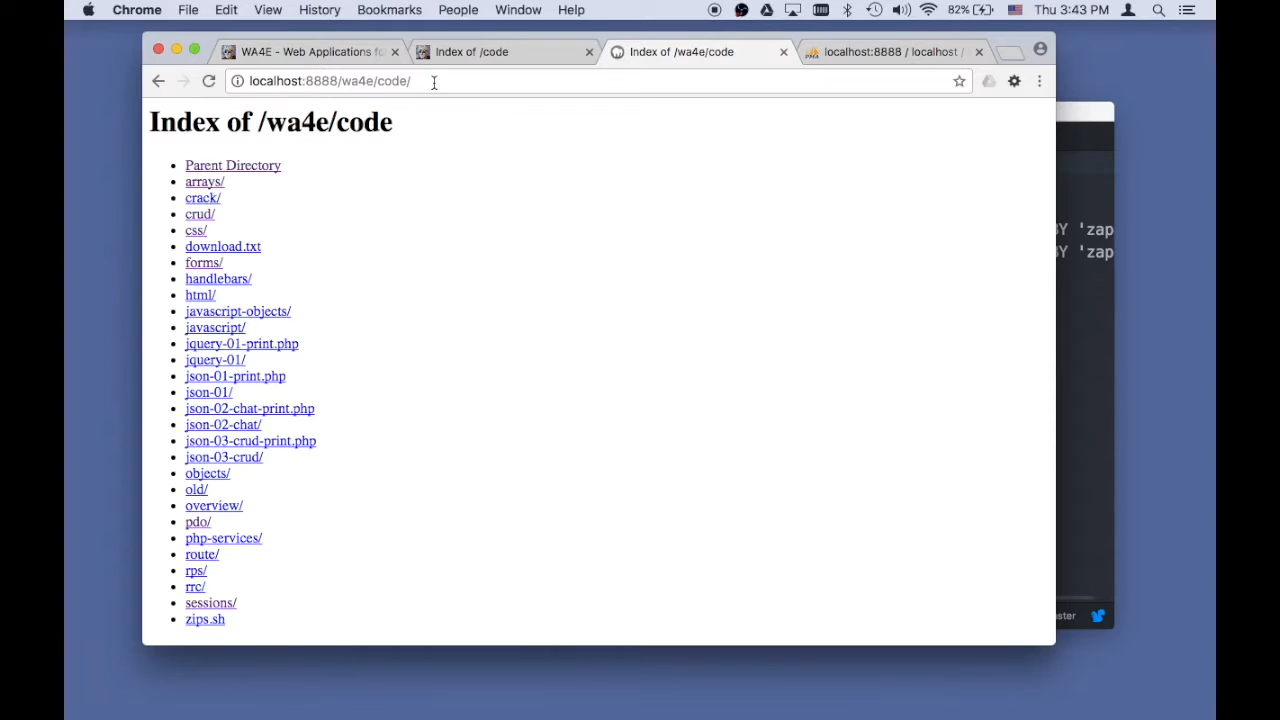 Chrome File Edit View History Bookmarks People Window Help 82% Thu 3:43 PM
WA4E - Web Applications fo
Index of /code
Index of /wa4e/code
localhost:8888 / localhost /
localhost:8888/wa4e/code/
Index of /wa4e/code
Parent Directory
arrays/
crack/
crud/
css/
download.txt
forms/
handlebars/
html/
javascript-objects/
javascript/
jquery-01-print.php
jquery-01/
json-01-print.php
json-01/
json-02-chat-print.php
json-02-chat/
json-03-crud-print.php
json-03-crud/
objects/
old/
overview/
pdo/
php-services/
route/
rps/
rrc/
sessions/
zips.sh
BY 'zap
BY 'zap
ster